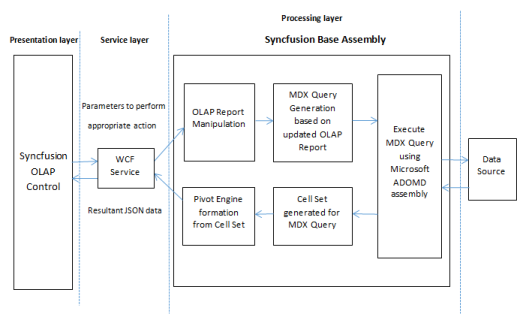 Processing layer
Presentation layer
Service layer
Syncfusion Base Assembly
Parameters to perform
appropriate action
Syncfusion
OLAP
Control
WCF
Service
Resultant JSON data
OLAP Report
Manipulation
MDX Query
Generation
based on
updated OLAP
Report
Execute
MDX Query
using
Microsoft
ADOMD
assembly
Pivot Engine
formation
from Cell Set
Cell Set
generated for
MDX Query
Data
Source